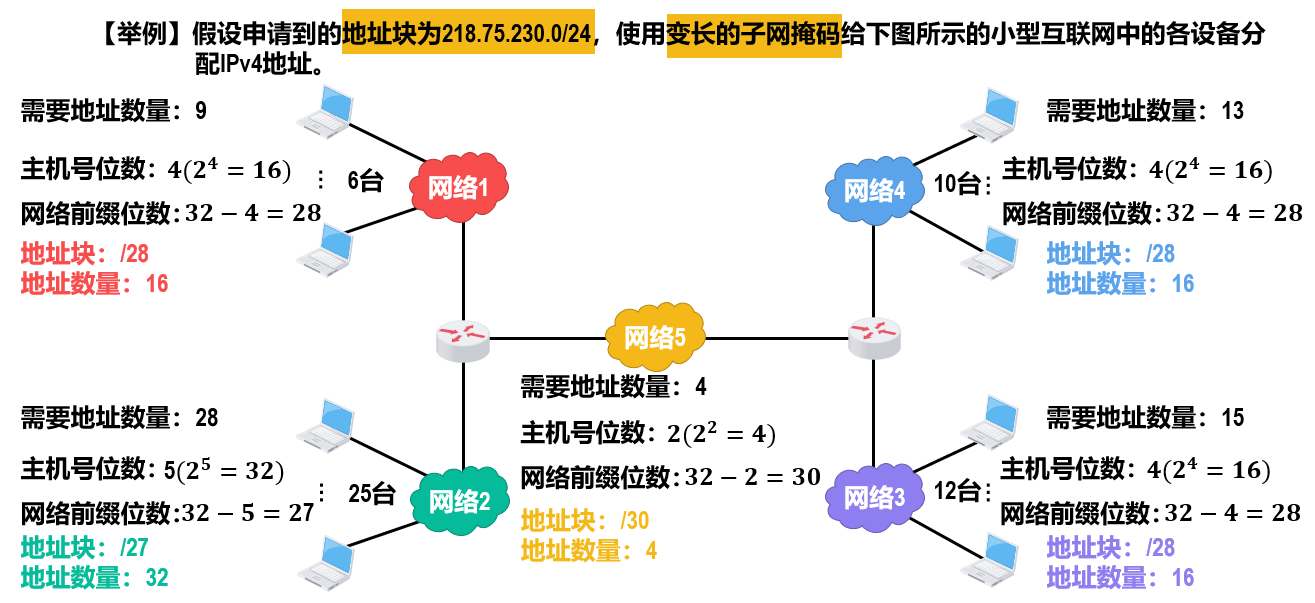 【举例】假设申请到的地址块为218.75.230.0/24，使用变长的子网掩码给下图所示的小型互联网中的各设备分
配IPv4地址。
需要地址数量：9
主机号位数：4(2⁴ = 16)
网络前缀位数：32 − 4 = 28
地址块：/28
地址数量：16
⋮ 6台
网络1
网络4
10台⋮
需要地址数量：13
主机号位数：4(2⁴ = 16)
网络前缀位数：32 − 4 = 28
地址块：/28
地址数量：16
网络5
需要地址数量：4
主机号位数：2(2² = 4)
网络前缀位数：32 − 2 = 30
地址块：/30
地址数量：4
需要地址数量：28
主机号位数：5(2⁵ = 32)
网络前缀位数：32 − 5 = 27
地址块：/27
地址数量：32
⋮ 25台
网络2
网络3
12台⋮
需要地址数量：15
主机号位数：4(2⁴ = 16)
网络前缀位数：32 − 4 = 28
地址块：/28
地址数量：16